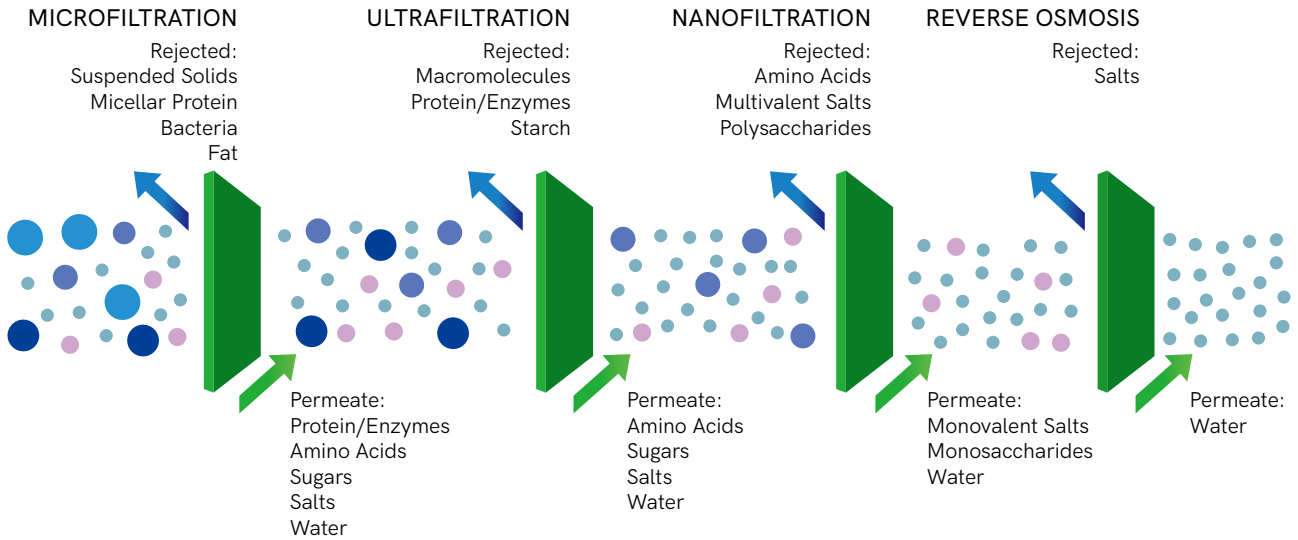 MICROFILTRATION
Rejected:
Suspended Solids
Micellar Protein
Bacteria
Fat
ULTRAFILTRATION
Rejected:
Macromolecules
Protein/Enzymes
Starch
NANOFILTRATION
Rejected:
Amino Acids
Multivalent Salts
Polysaccharides
REVERSE OSMOSIS
Rejected:
Salts
Permeate:
Protein/Enzymes
Amino Acids
Sugars
Salts
Water
Permeate:
Amino Acids
Sugars
Salts
Water
Permeate:
Monovalent Salts
Monosaccharides
Water
Permeate:
Water